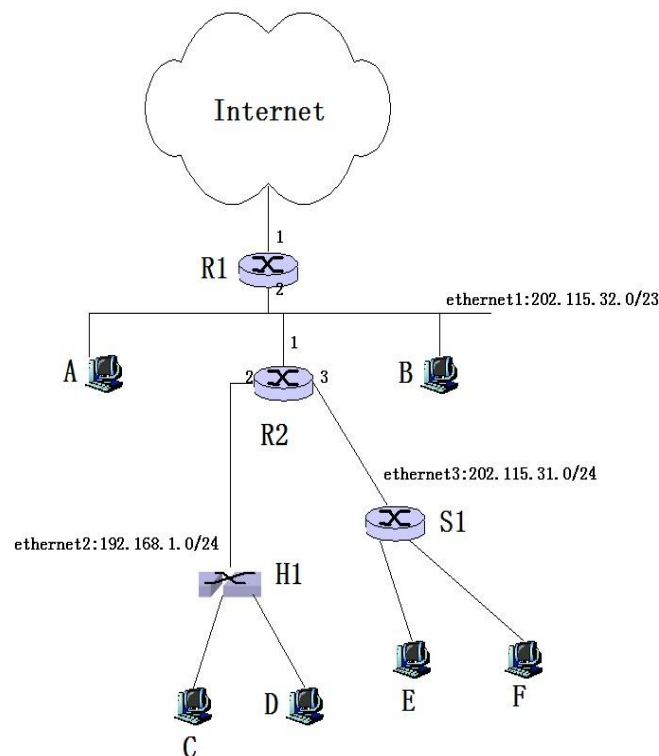 Internet
1
R1
2
ethernet1:202.115.32.0/23
A
1
B
2
3
R2
ethernet3:202.115.31.0/24
S1
ethernet2:192.168.1.0/24
H1
E
F
D
C